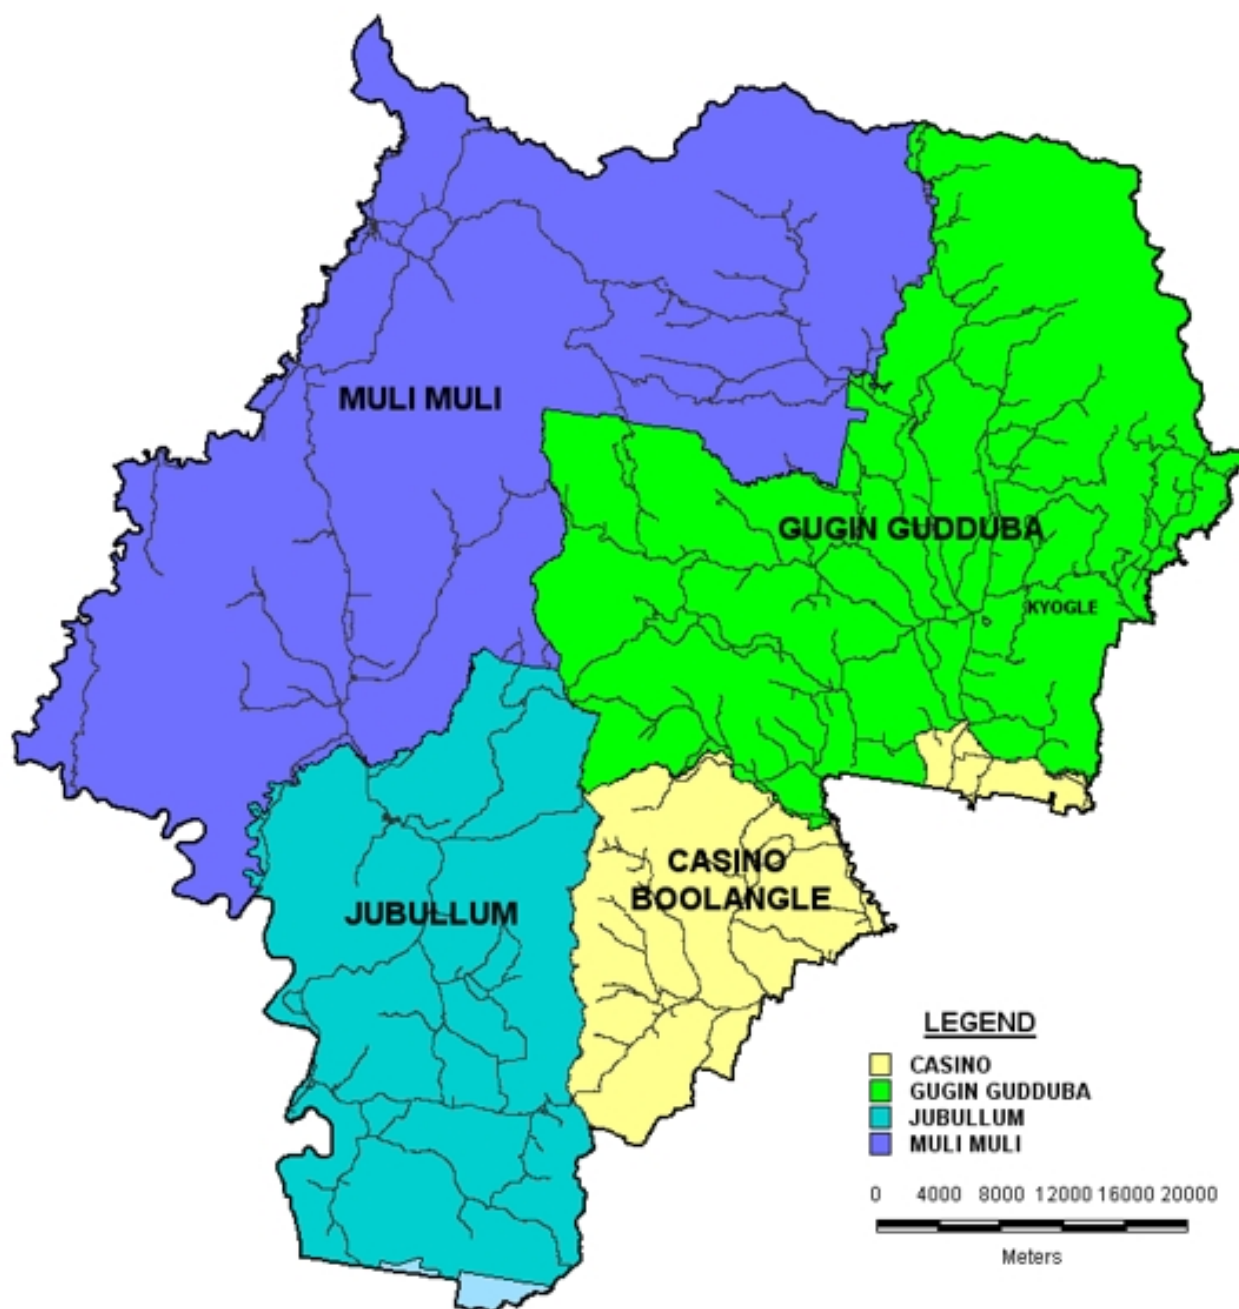 MULI MULI
GUGIN GUDDUBA
KYOGLE
CASINO
BOOLANGLE
JUBULLUM
LEGEND
CASINO
GUGIN GUDDUBA
JUBULLUM
MULI MULI
0 4000 8000 12000 16000 20000
Meters